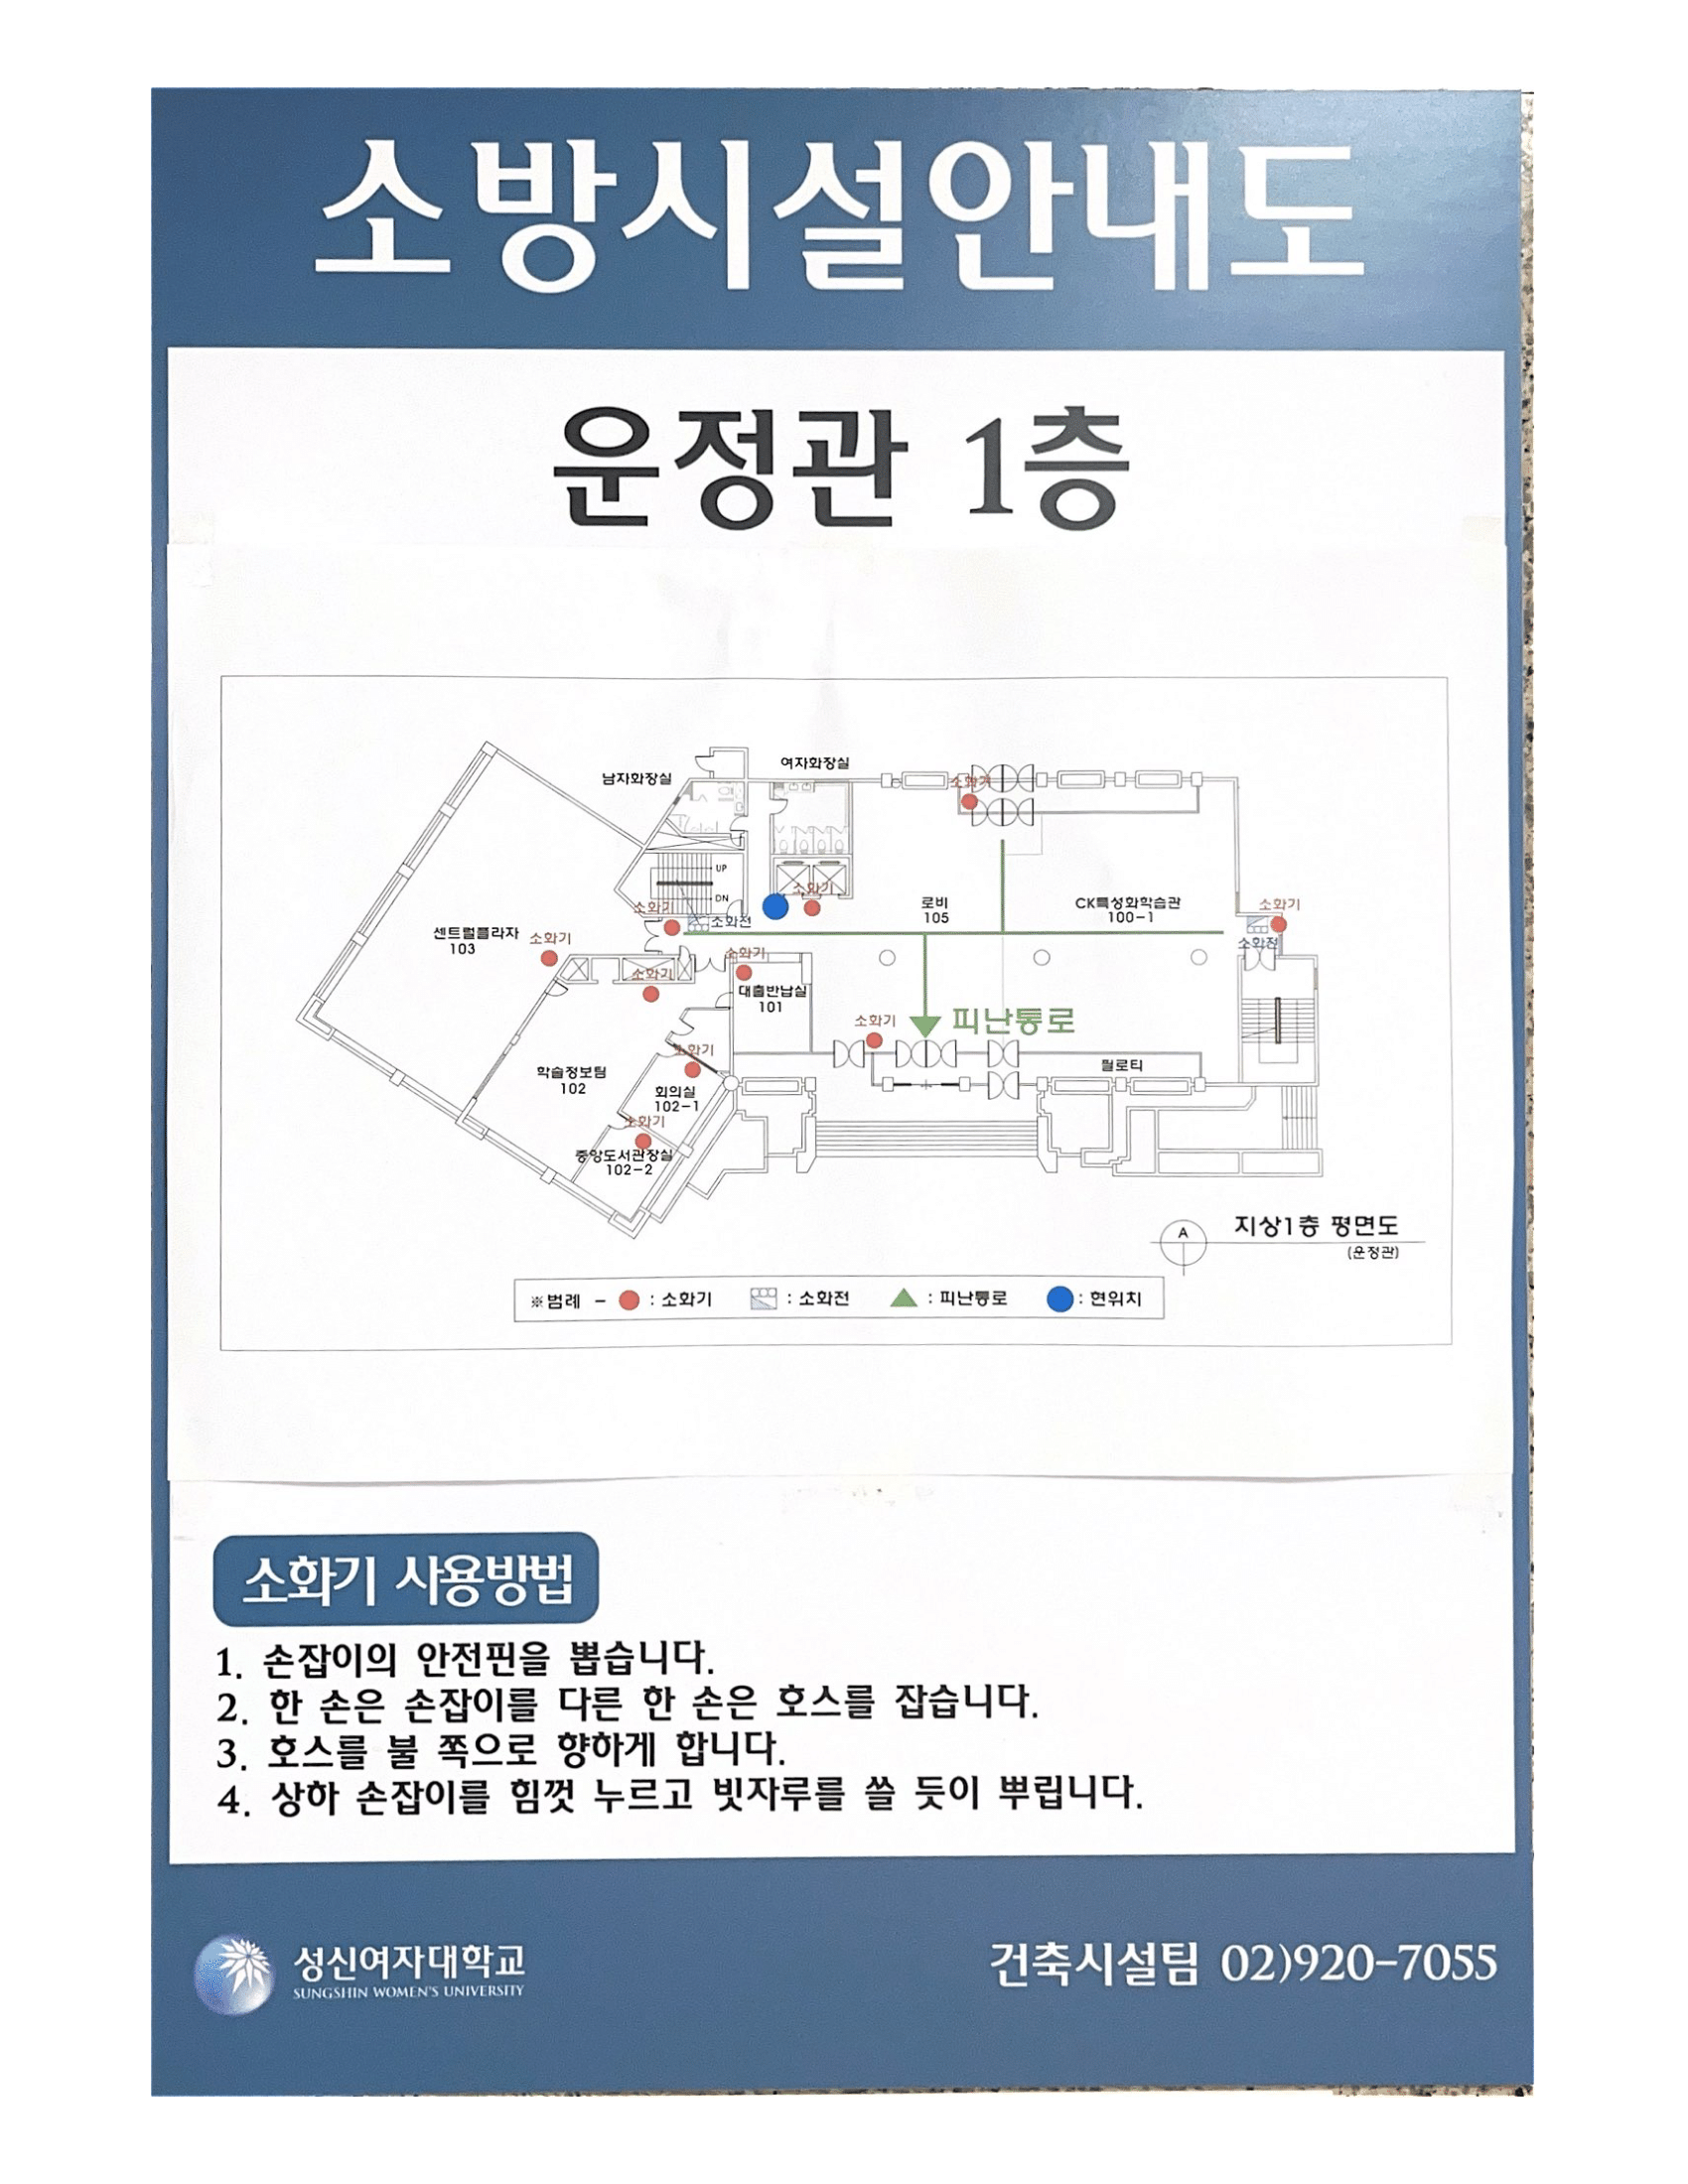 소방시설안내도
운정관 1층
남자화장실
여자화장실
소화기
UP
DN
소화기
소화기
소화전
로비
105
CK특성화학습관
100-1
소화기
소화전
센트럴플라자
103
소화기
소화기
소화기
대출반납실
101
소화기
피난통로
소화기
학습정보팀
102
회의실
102-1
필로티
소화기
중앙도서관장실
102-2
A
지상1층 평면도
(운정관)
※범례 - : 소화기 : 소화전 : 피난통로 : 현위치
소화기 사용방법
1. 손잡이의 안전핀을 뽑습니다.
2. 한 손은 손잡이를 다른 한 손은 호스를 잡습니다.
3. 호스를 불 쪽으로 향하게 합니다.
4. 상하 손잡이를 힘껏 누르고 빗자루를 쓸 듯이 뿌립니다.
성신여자대학교
SUNGSHIN WOMEN'S UNIVERSITY
건축시설팀 02)920-7055